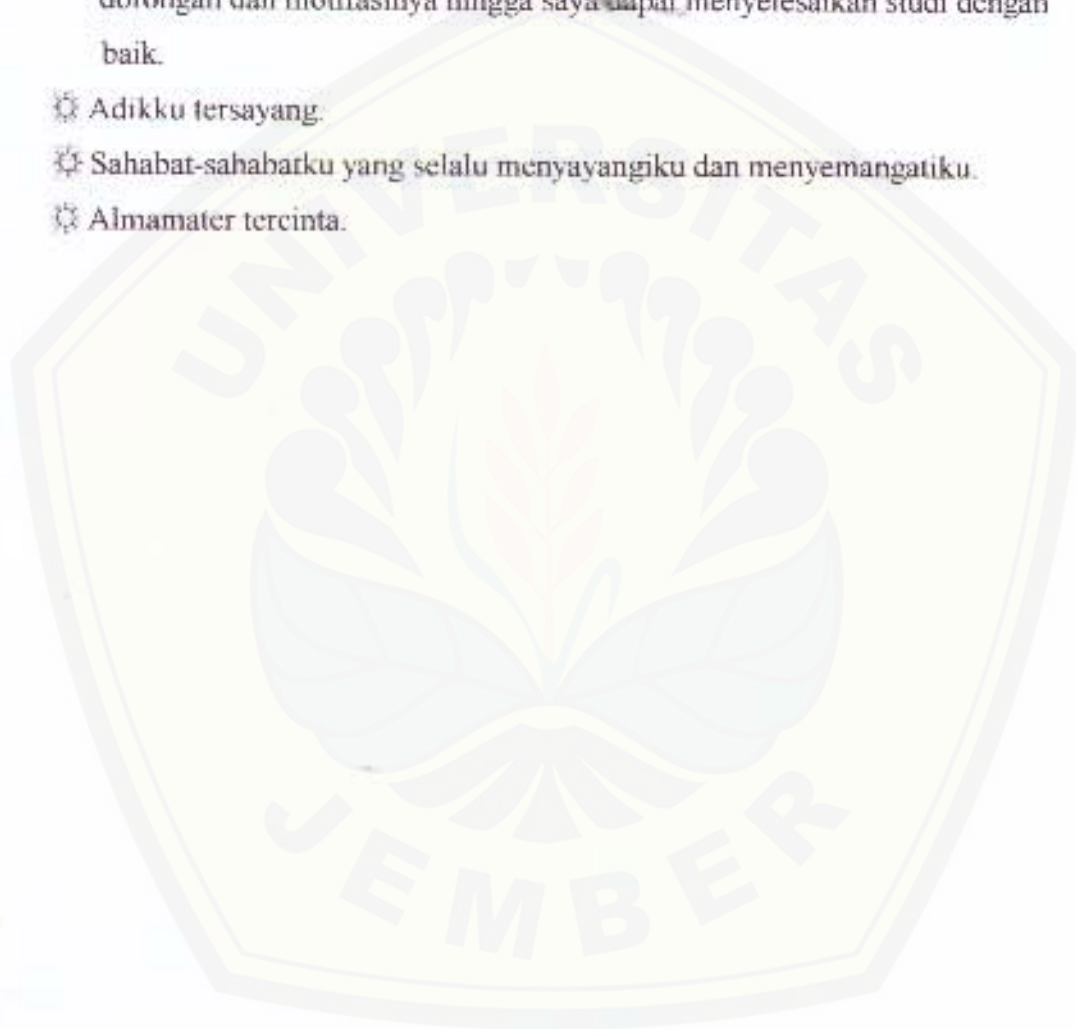 dorongan dan motifasinya hingga saya dapat menyelesaikan studi dengan
baik.
Adikku tersayang.
Sahabat-sahabatku yang selalu menyayangiku dan menyemangatiku.
Almamater tercinta.
UNIVERSITAS
JEMBER